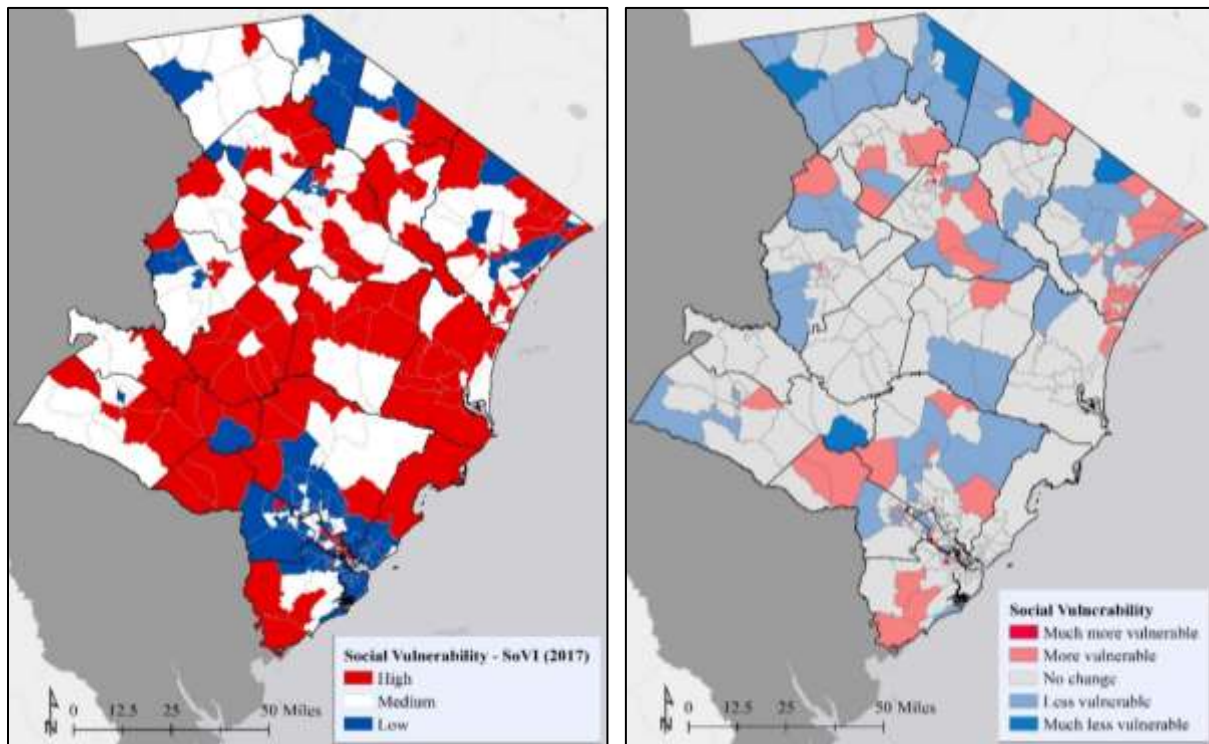 Social Vulnerability - SoVI (2017)
High
Medium
Low
N
0 12.5 25 50 Miles
Social Vulnerability
Much more vulnerable
More vulnerable
No change
Less vulnerable
Much less vulnerable
N
0 12.5 25 50 Miles